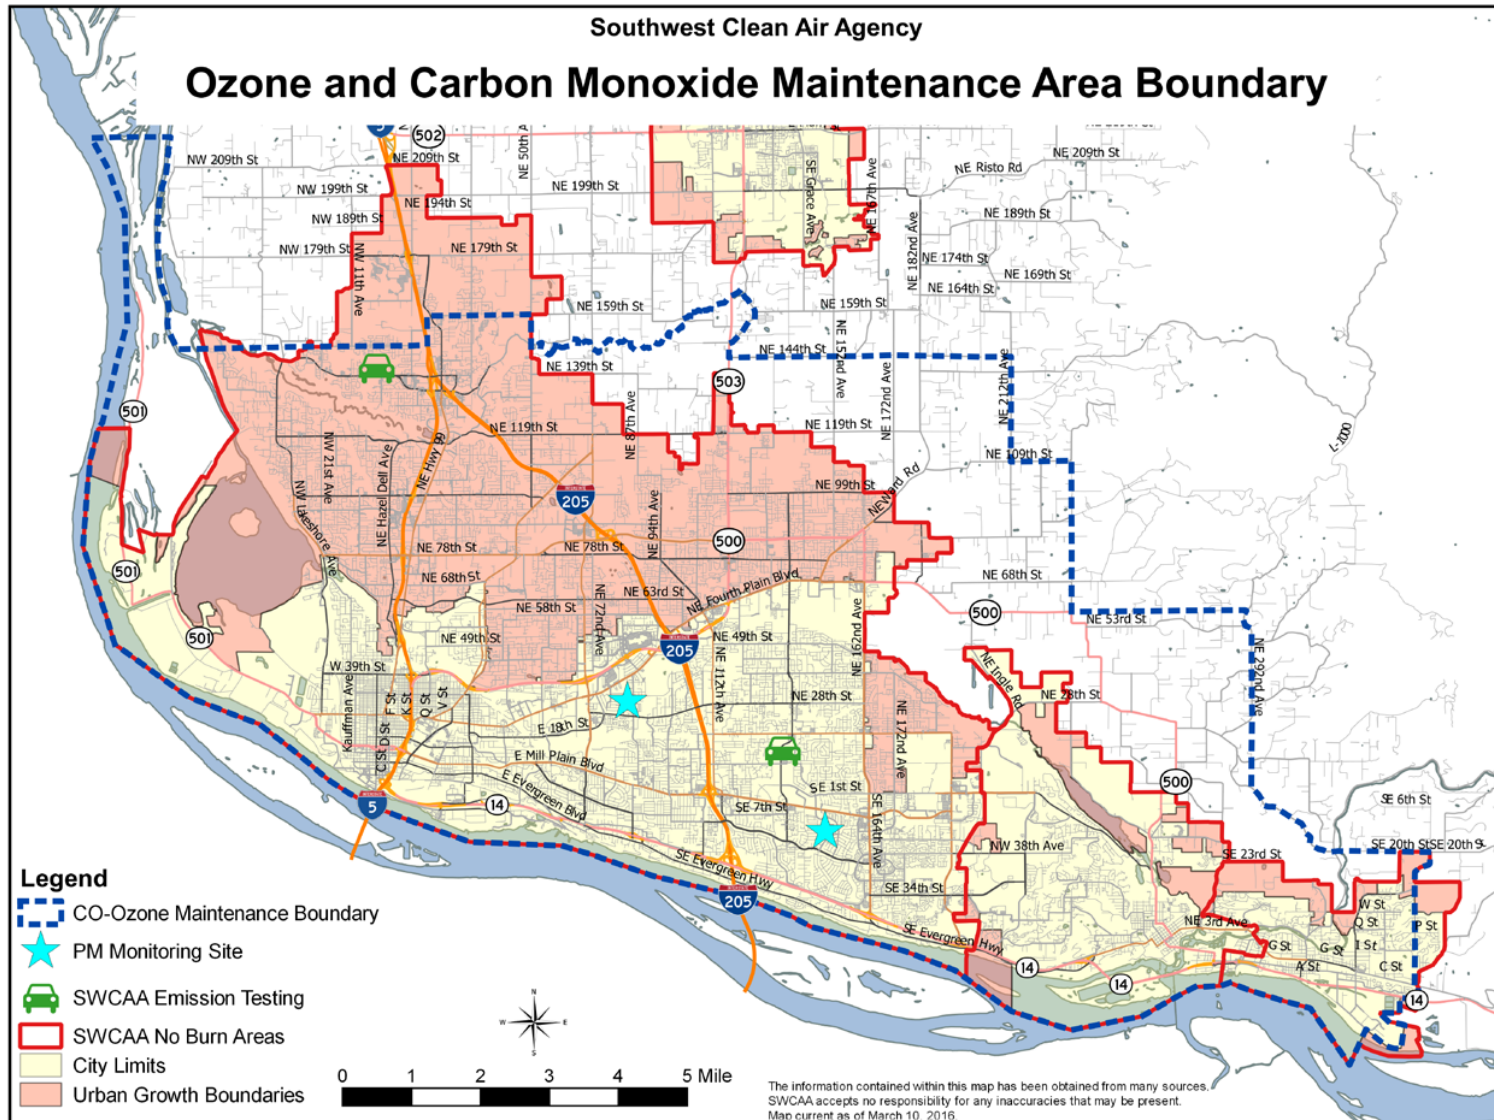 Southwest Clean Air Agency
Ozone and Carbon Monoxide Maintenance Area Boundary
502
NW 209th St
NE 209th St
NE 50th A
NE Risto Rd
NE 209th St
NW 199th St
NE 199th St
SE Grace Ave
NE 167th Ave
NE 194th St
NW 189th St
NE 182nd Ave
NE 189th St
NW 179th St
NW 11th Ave
NE 179th St
NE 174th St
NE 169th St
NE 164th St
NE 159th St
NE 159th St
NE 152nd Ave
NE 144th St
NE 139th St
503
NE 172nd Ave
NE 212th Ave
501
NE 87th Ave
NE 119th St
NE 119th St
NW 21st Ave
NE Hazel Dell Ave
NE Hwy 99
L-1000
NE 109th St
NE 99th St
NE Ward Rd
205
NW Lakeshore Ave
NE 94th Ave
500
NE 78th St
NE 78th St
501
NE 68th St
NE 63rd St
NE Fourth Plain Blvd
NE 68th St
NE 58th St
NE 72nd Ave
NE 162nd Ave
500
NE 53rd St
501
NE 49th St
205
NE 49th St
NE 292nd Ave
W 39th St
NE 112th Ave
NE Ingle Rd
Kauffman Ave
F St
K St
Q St
V St
NE 28th St
NE 28th St
NE 172nd Ave
C St
D St
E 18th St
E Mill Plain Blvd
E Evergreen Blvd
SE 1st St
500
5
14
SE 7th St
SE 164th Ave
SE 6th St
NW 38th Ave
SE 20th St
SE 20th S
SE 23rd St
SE Evergreen Hwy
205
SE 34th St
W St
NE 3rd Ave
Q St
P St
SE Evergreen Hwy
G St
G St
I St
A St
C St
14
14
14
Legend
CO-Ozone Maintenance Boundary
PM Monitoring Site
SWCAA Emission Testing
SWCAA No Burn Areas
City Limits
Urban Growth Boundaries
N
W E
S
0 1 2 3 4 5 Mile
The information contained within this map has been obtained from many sources.
SWCAA accepts no responsibility for any inaccuracies that may be present.
Map current as of March 10, 2016.